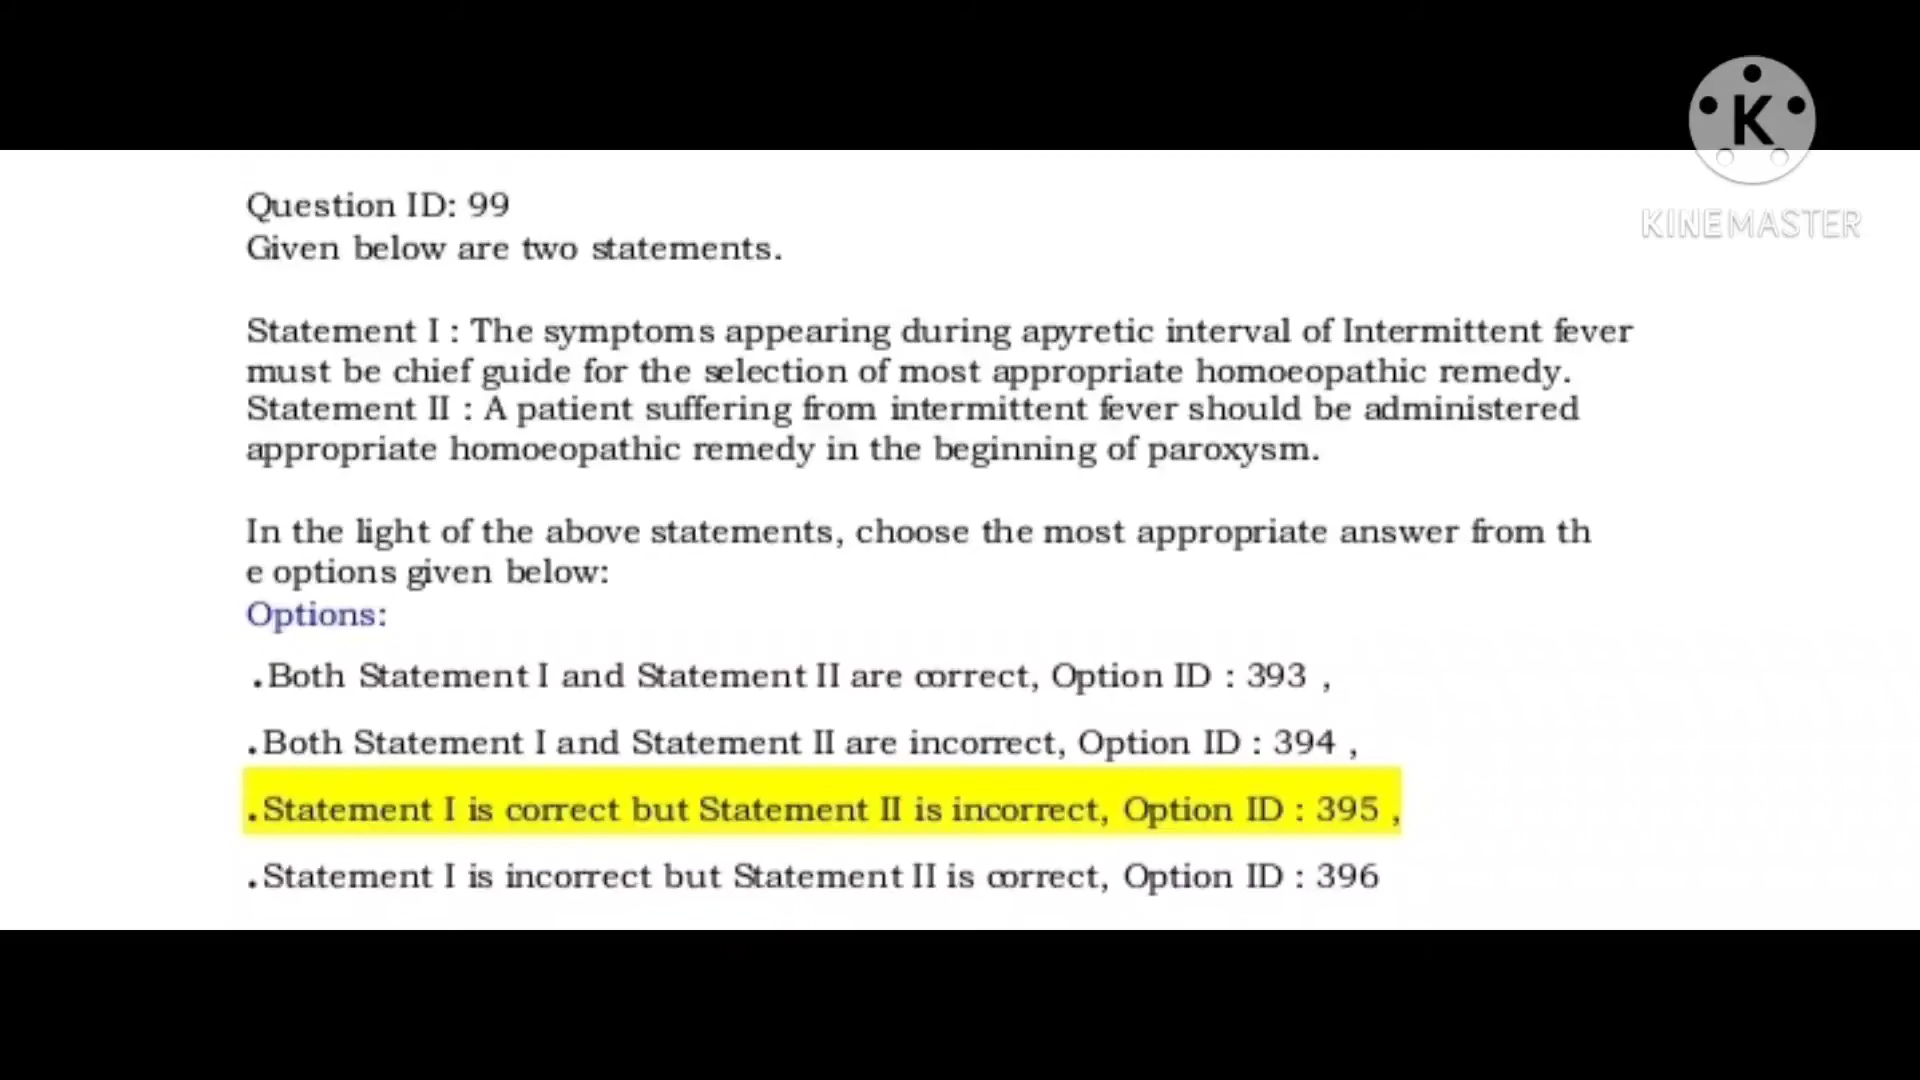 K
KINEMASTER
Question ID: 99
Given below are two statements.
Statement I : The symptoms appearing during apyretic interval of Intermittent fever
must be chief guide for the selection of most appropriate homoeopathic remedy.
Statement II : A patient suffering from intermittent fever should be administered
appropriate homoeopathic remedy in the beginning of paroxysm.
In the light of the above statements, choose the most appropriate answer from th
e options given below:
Options:
.Both Statement I and Statement II are correct, Option ID : 393 ,
.Both Statement I and Statement II are incorrect, Option ID : 394 ,
.Statement I is correct but Statement II is incorrect, Option ID : 395 ,
.Statement I is incorrect but Statement II is correct, Option ID : 396